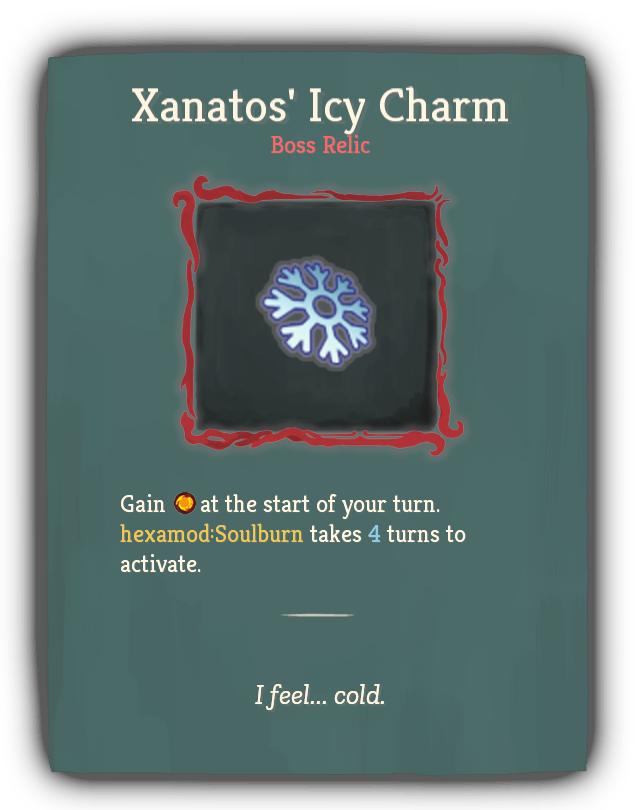 Xanatos' Icy Charm
Boss Relic
Gain at the start of your turn.
hexamod:Soulburn takes 4 turns to
activate.
I feel... cold.